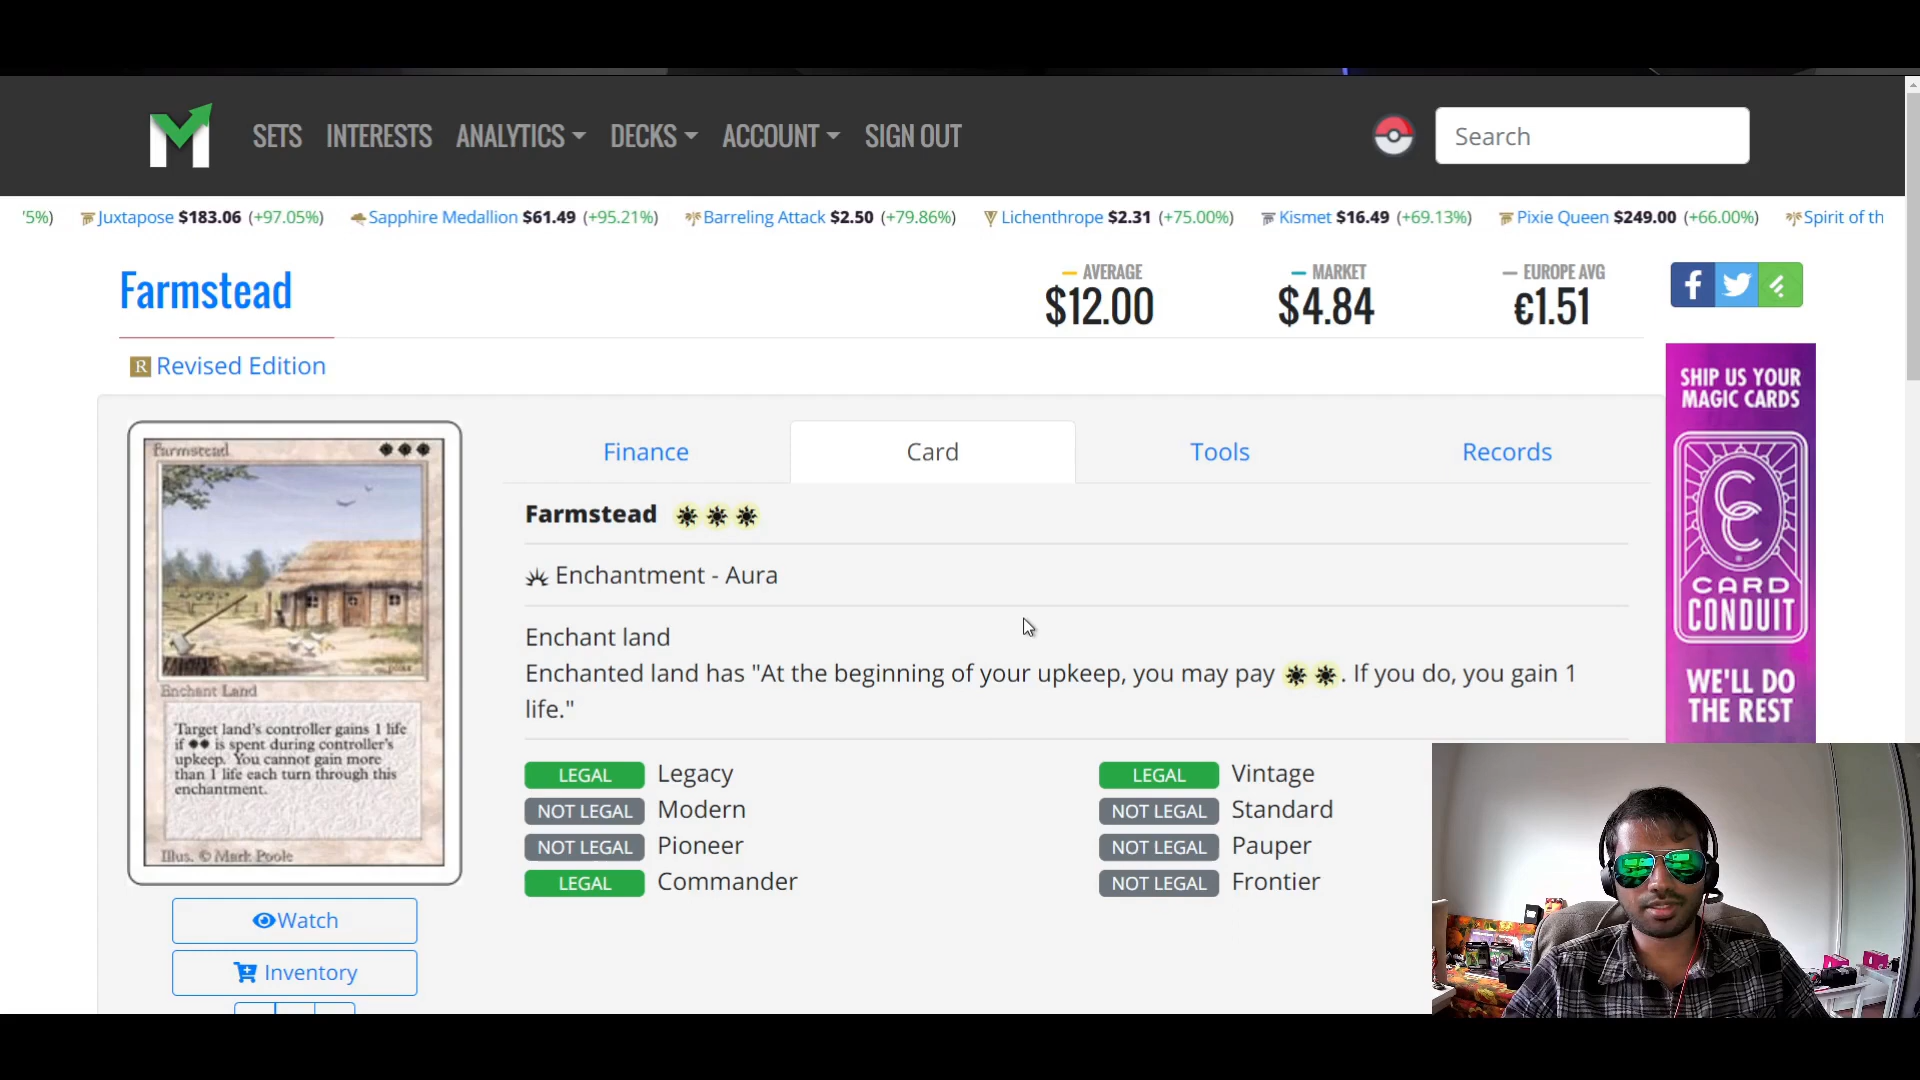 SETS INTERESTS ANALYTICS DECKS ACCOUNT SIGN OUT Search
'5%) Juxtapose $183.06 (+97.05%) Sapphire Medallion $61.49 (+95.21%) Barreling Attack $2.50 (+79.86%) Lichenthrope $2.31 (+75.00%) Kismet $16.49 (+69.13%) Pixie Queen $249.00 (+66.00%) Spirit of th
Farmstead
AVERAGE
$12.00
MARKET
$4.84
EUROPE AVG
€1.51
R Revised Edition
Farmstead
Enchant Land
Target land's controller gains 1 life
if is spent during controller's
upkeep. You cannot gain more
than 1 life each turn through this
enchantment.
Illus. © Mark Poole
Watch
Inventory
Finance Card Tools Records
Farmstead
Enchantment - Aura
Enchant land
Enchanted land has "At the beginning of your upkeep, you may pay . If you do, you gain 1
life."
LEGAL Legacy
NOT LEGAL Modern
NOT LEGAL Pioneer
LEGAL Commander
LEGAL Vintage
NOT LEGAL Standard
NOT LEGAL Pauper
NOT LEGAL Frontier
SHIP US YOUR
MAGIC CARDS
CARD
CONDUIT
WE'LL DO
THE REST